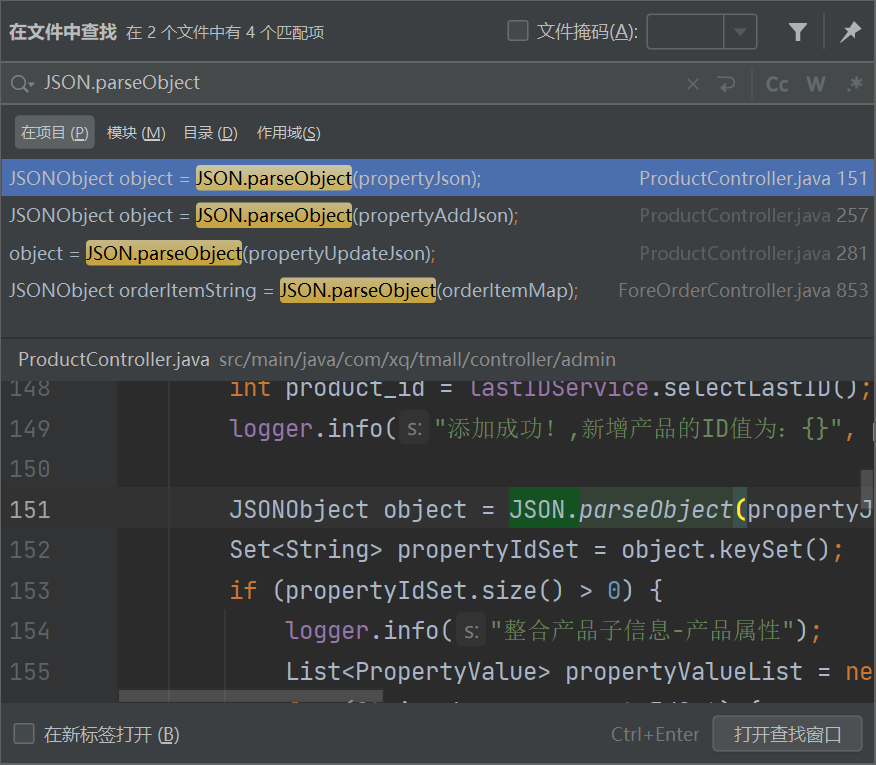 在文件中查找 在 2 个文件中有 4 个匹配项 文件掩码(A):
JSON.parseObject Cc W .*
在项目 (P) 模块 (M) 目录 (D) 作用域(S)
JSONObject object = JSON.parseObject(propertyJson); ProductController.java 151
JSONObject object = JSON.parseObject(propertyAddJson); ProductController.java 257
object = JSON.parseObject(propertyUpdateJson); ProductController.java 281
JSONObject orderItemString = JSON.parseObject(orderItemMap); ForeOrderController.java 853
ProductController.java src/main/java/com/xq/tmall/controller/admin
148 int product_id = lastIDService.selectLastID();
149 logger.info( s: "添加成功！,新增产品的ID值为：{}",
150
151 JSONObject object = JSON.parseObject(propertyJ
152 Set<String> propertyIdSet = object.keySet();
153 if (propertyIdSet.size() > 0) {
154 logger.info( s: "整合产品子信息-产品属性");
155 List<PropertyValue> propertyValueList = ne
在新标签打开 (B) Ctrl+Enter 打开查找窗口